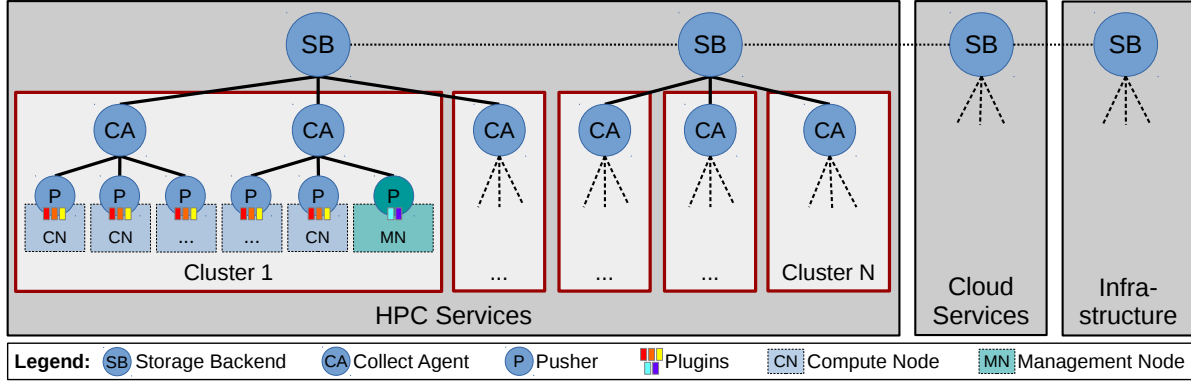 SB SB SB SB
CA CA CA CA CA CA
P P P P P P
CN CN ... ... CN MN
Cluster 1 ... ... ... Cluster N
HPC Services
Cloud
Services
Infra-
structure
Legend: SB Storage Backend CA Collect Agent P Pusher Plugins CN Compute Node MN Management Node